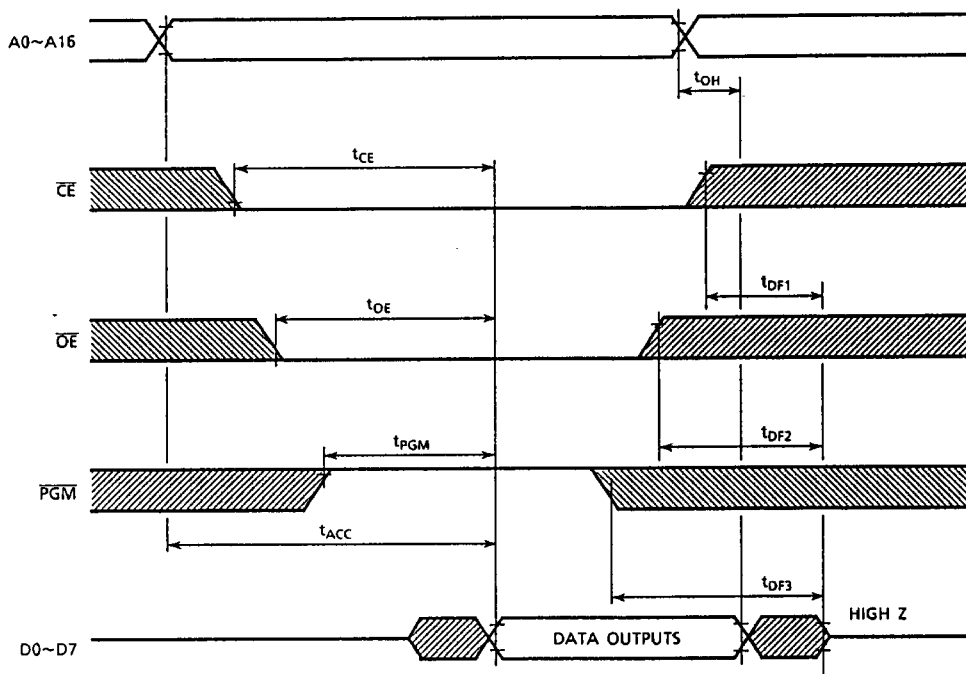 A0~A16
tOH
tCE
CE
tDF1
tOE
OE
tDF2
tPGM
PGM
tACC
tDF3
HIGH Z
DATA OUTPUTS
D0~D7